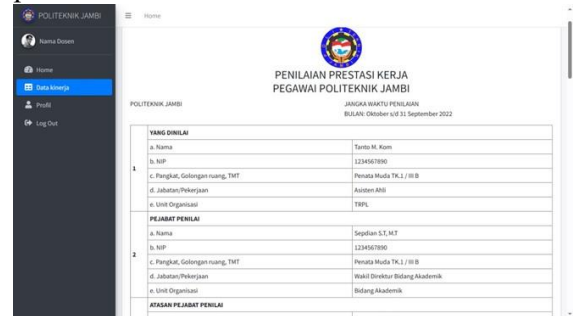 POLITEKNIK JAMBI
Home
Nama Dosen
Home
Data kinerja
Profil
Log Out
PENILAIAN PRESTASI KERJA
PEGAWAI POLITEKNIK JAMBI
POLITEKNIK JAMBI
JANGKA WAKTU PENILAIAN
BULAN: Oktober s/d 31 September 2022
1
YANG DINILAI
a. Nama Tanto M. Kom
b. NIP 1234567890
c. Pangkat, Golongan ruang, TMT Penata Muda TK.1 / III B
d. Jabatan/Pekerjaan Asisten Ahli
e. Unit Organisasi TRPL
2
PEJABAT PENILAI
a. Nama Sepdian S.T, M.T
b. NIP 1234567890
c. Pangkat, Golongan ruang, TMT Penata Muda TK.1 / III B
d. Jabatan/Pekerjaan Wakil Direktur Bidang Akademik
e. Unit Organisasi Bidang Akademik
ATASAN PEJABAT PENILAI